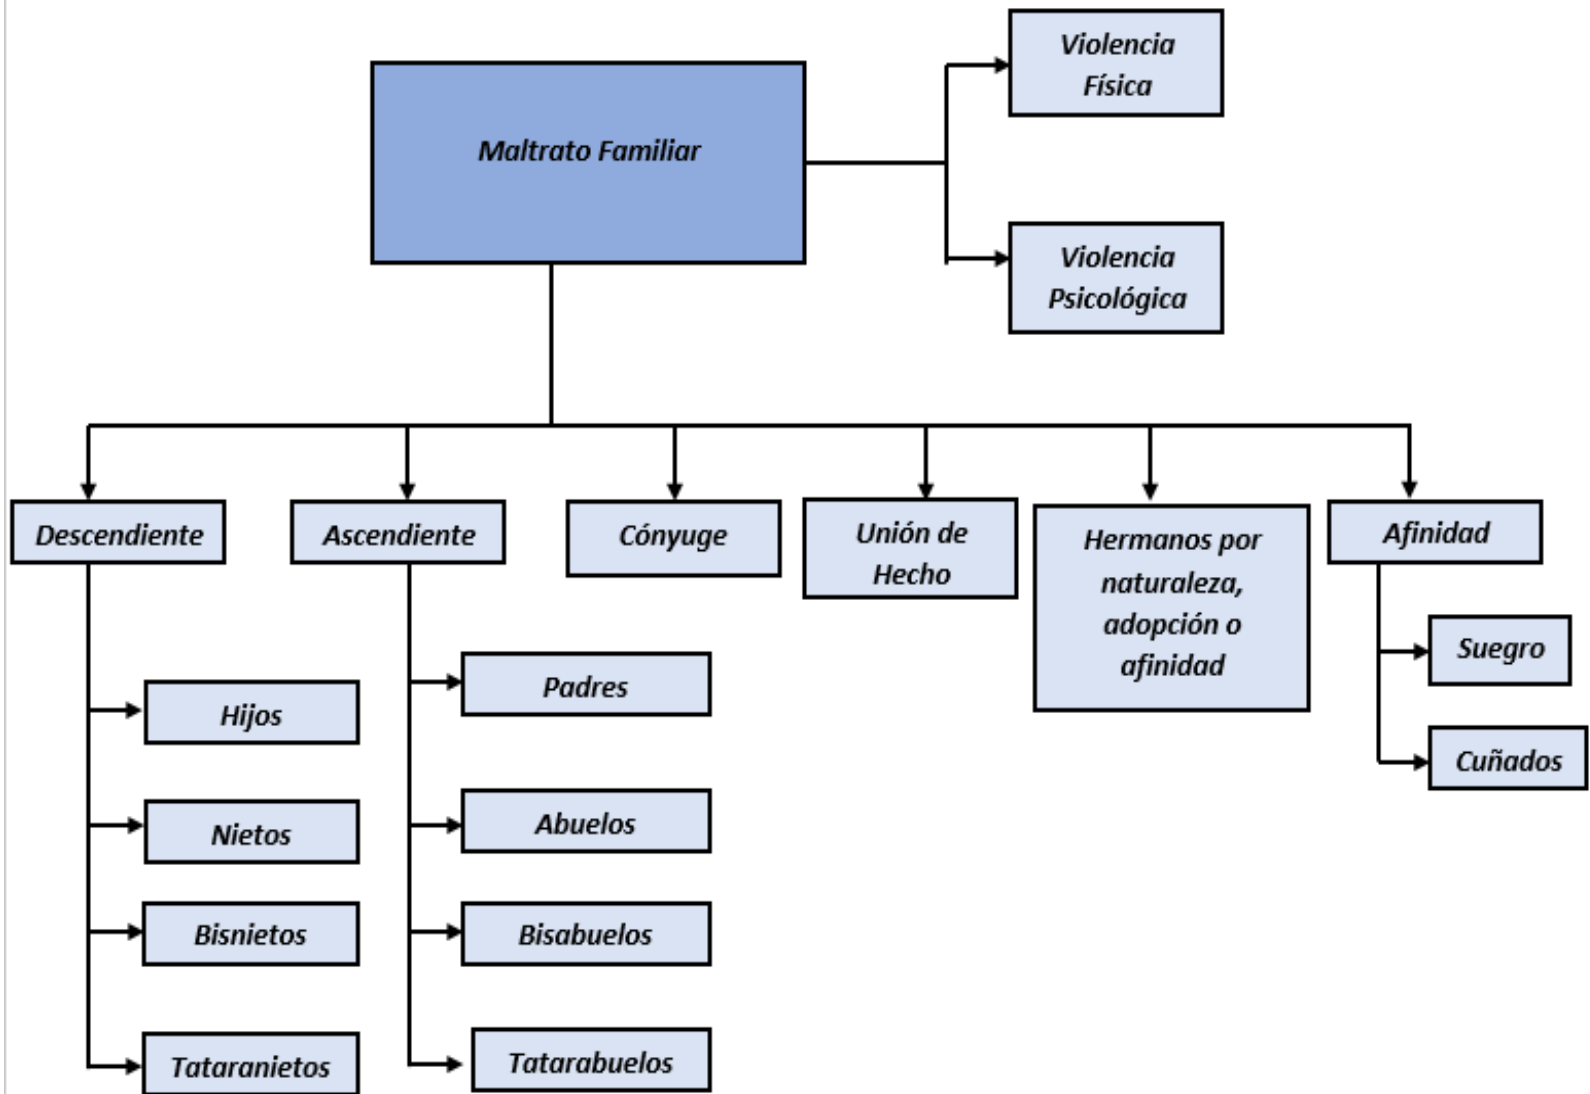 Violencia
Física
Maltrato Familiar
Violencia
Psicológica
Descendiente
Ascendiente
Cónyuge
Unión de
Hecho
Hermanos por
naturaleza,
adopción o
afinidad
Afinidad
Hijos
Nietos
Bisnietos
Tataranietos
Padres
Abuelos
Bisabuelos
Tatarabuelos
Suegro
Cuñados